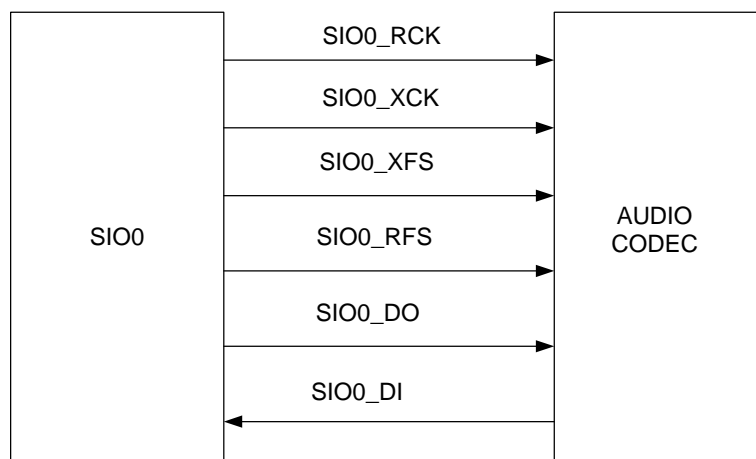 SIO0_RCK
SIO0_XCK
SIO0_XFS
SIO0
SIO0_RFS
AUDIO
CODEC
SIO0_DO
SIO0_DI